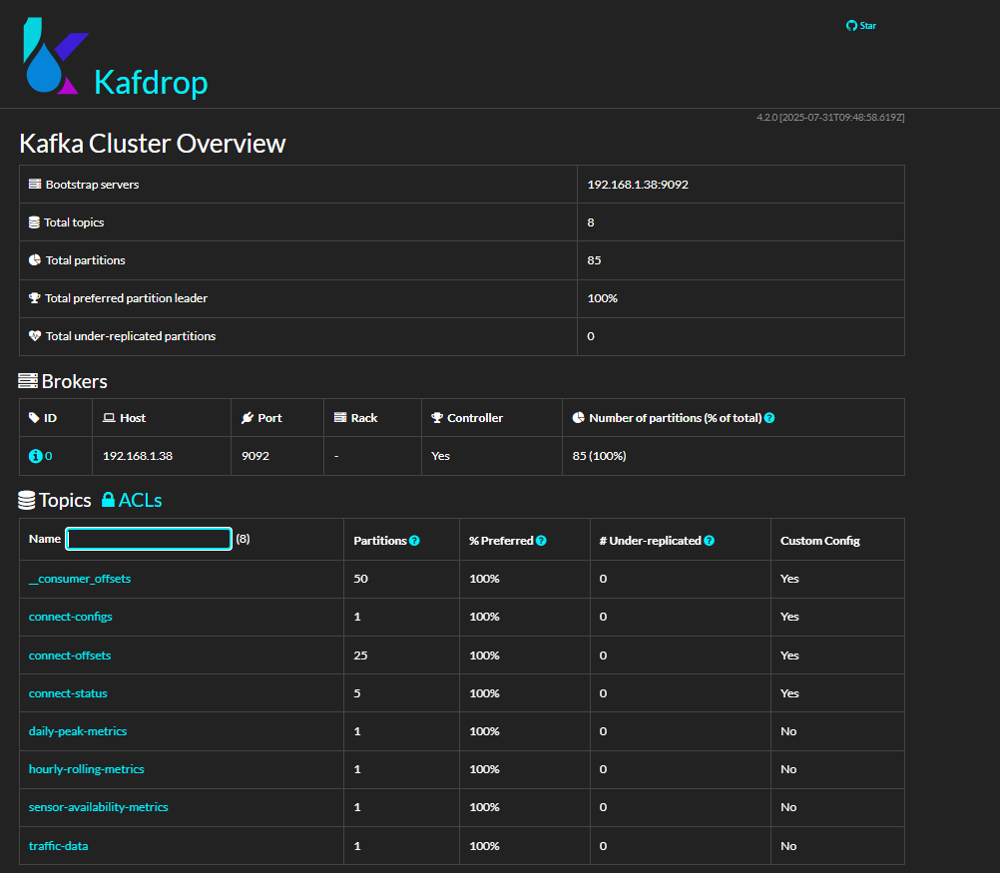 Star
Kafdrop
4.2.0 [2025-07-31T09:48:58.619Z]
Kafka Cluster Overview
Bootstrap servers 192.168.1.38:9092
Total topics 8
Total partitions 85
Total preferred partition leader 100%
Total under-replicated partitions 0
Brokers
ID Host Port Rack Controller Number of partitions (% of total)
0 192.168.1.38 9092 - Yes 85 (100%)
Topics ACLs
Name (8) Partitions % Preferred # Under-replicated Custom Config
__consumer_offsets 50 100% 0 Yes
connect-configs 1 100% 0 Yes
connect-offsets 25 100% 0 Yes
connect-status 5 100% 0 Yes
daily-peak-metrics 1 100% 0 No
hourly-rolling-metrics 1 100% 0 No
sensor-availability-metrics 1 100% 0 No
traffic-data 1 100% 0 No